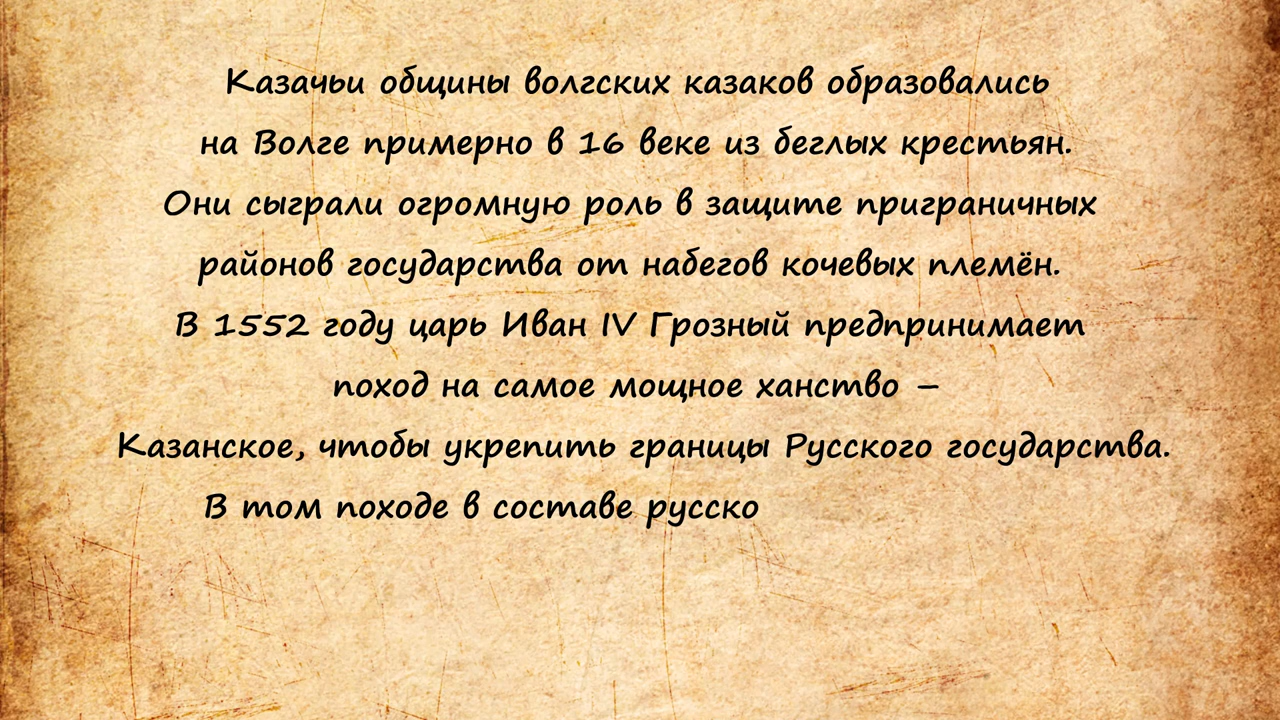 Казачьи общины волгских казаков образовались
на Волге примерно в 16 веке из беглых крестьян.
Они сыграли огромную роль в защите приграничных
районов государства от набегов кочевых племён.
В 1552 году царь Иван IV Грозный предпринимает
поход на самое мощное ханство –
Казанское, чтобы укрепить границы Русского государства.
В том походе в составе русско